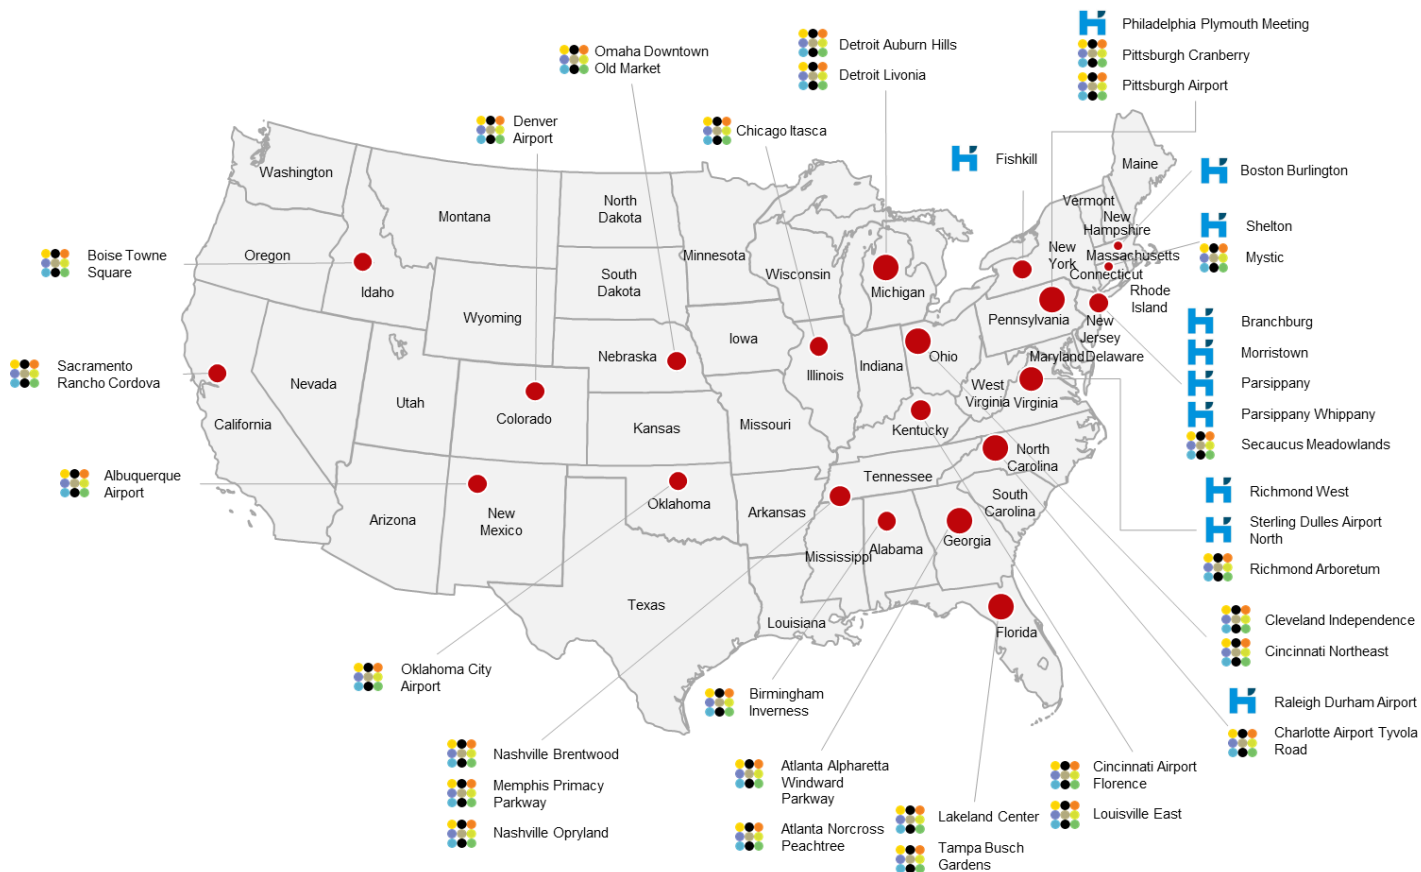 Philadelphia Plymouth Meeting
Pittsburgh Cranberry
Pittsburgh Airport
Detroit Auburn Hills
Detroit Livonia
Omaha Downtown
Old Market
Denver
Airport
Chicago Itasca
Fishkill
Boston Burlington
Shelton
Mystic
Boise Towne
Square
Sacramento
Rancho Cordova
Albuquerque
Airport
Washington
Oregon
Idaho
Montana
North
Dakota
South
Dakota
Minnesota
Wisconsin
Michigan
Maine
Vermont
New
Hampshire
New
York
Massachusetts
Connecticut
Rhode
Island
Wyoming
Nebraska
Iowa
Illinois
Indiana
Ohio
Pennsylvania
New
Jersey
Maryland
Delaware
West
Virginia
Virginia
California
Nevada
Utah
Colorado
Kansas
Missouri
Kentucky
North
Carolina
Tennessee
South
Carolina
Arizona
New
Mexico
Oklahoma
Arkansas
Mississippi
Alabama
Georgia
Texas
Louisiana
Florida
Branchburg
Morristown
Parsippany
Parsippany Whippany
Secaucus Meadowlands
Richmond West
Sterling Dulles Airport
North
Richmond Arboretum
Cleveland Independence
Cincinnati Northeast
Raleigh Durham Airport
Charlotte Airport Tyvola
Road
Oklahoma City
Airport
Nashville Brentwood
Memphis Primacy
Parkway
Nashville Opryland
Birmingham
Inverness
Atlanta Alpharetta
Windward
Parkway
Atlanta Norcross
Peachtree
Lakeland Center
Tampa Busch
Gardens
Cincinnati Airport
Florence
Louisville East